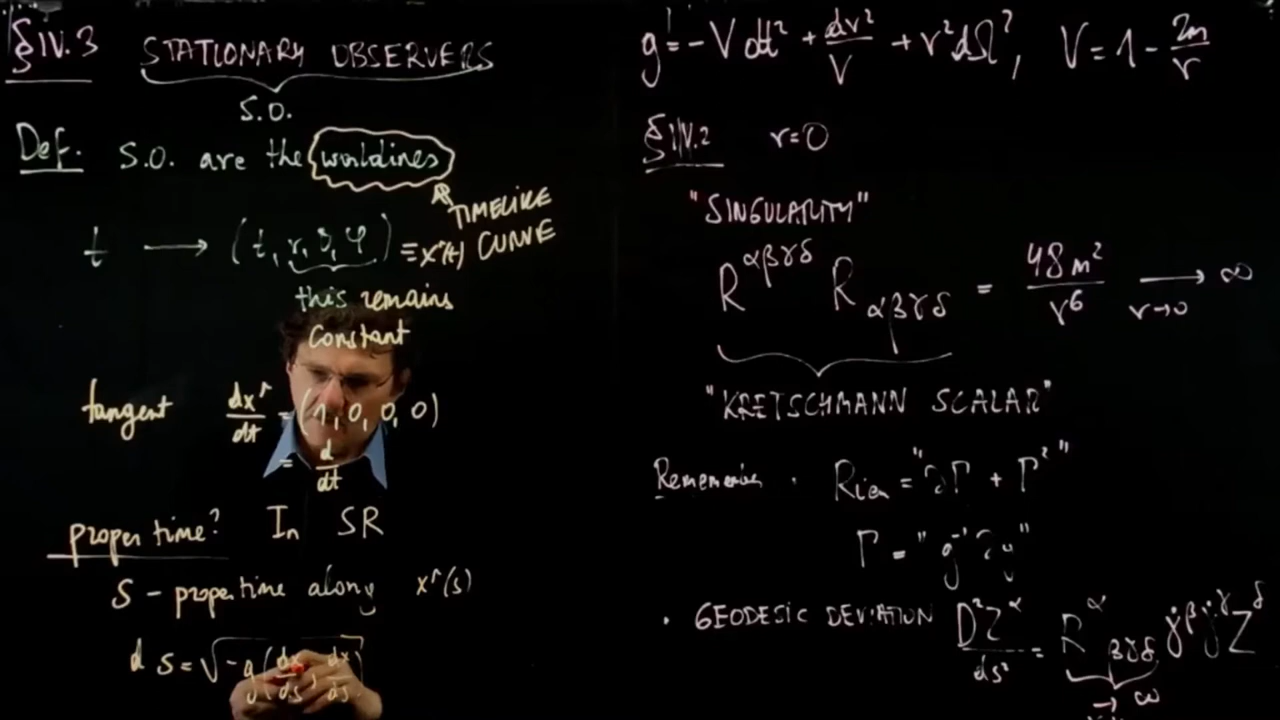 §IV.3 STATIONARY OBSERVERS
S.O.
Def. S.O. are the worldlines
TIMELIKE
CURVE
t → (t, r, θ, φ) ≡ x^μ(t)
this remains
constant
tangent dx^μ/dt = (1, 0, 0, 0)
= d/dt
proper time? In SR
S - proper time along x^μ(s)
d s = √-g(dx/ds, dx/ds)
g = -V dt² + dr²/V + r² dΩ², V = 1 - 2m/r
§IV.2 r=0
"SINGULARITY"
R^αβγδ R_αβγδ = 48m²/r⁶ → ∞
r→0
"KRETSCHMANN SCALAR"
Riem = "∂Γ + Γ²"
Γ = "g⁻¹∂g"
· GEODESIC DEVIATION D²Z^α/ds² = R^α_βγδ γ̇^β γ̇^γ Z^δ
→ ∞